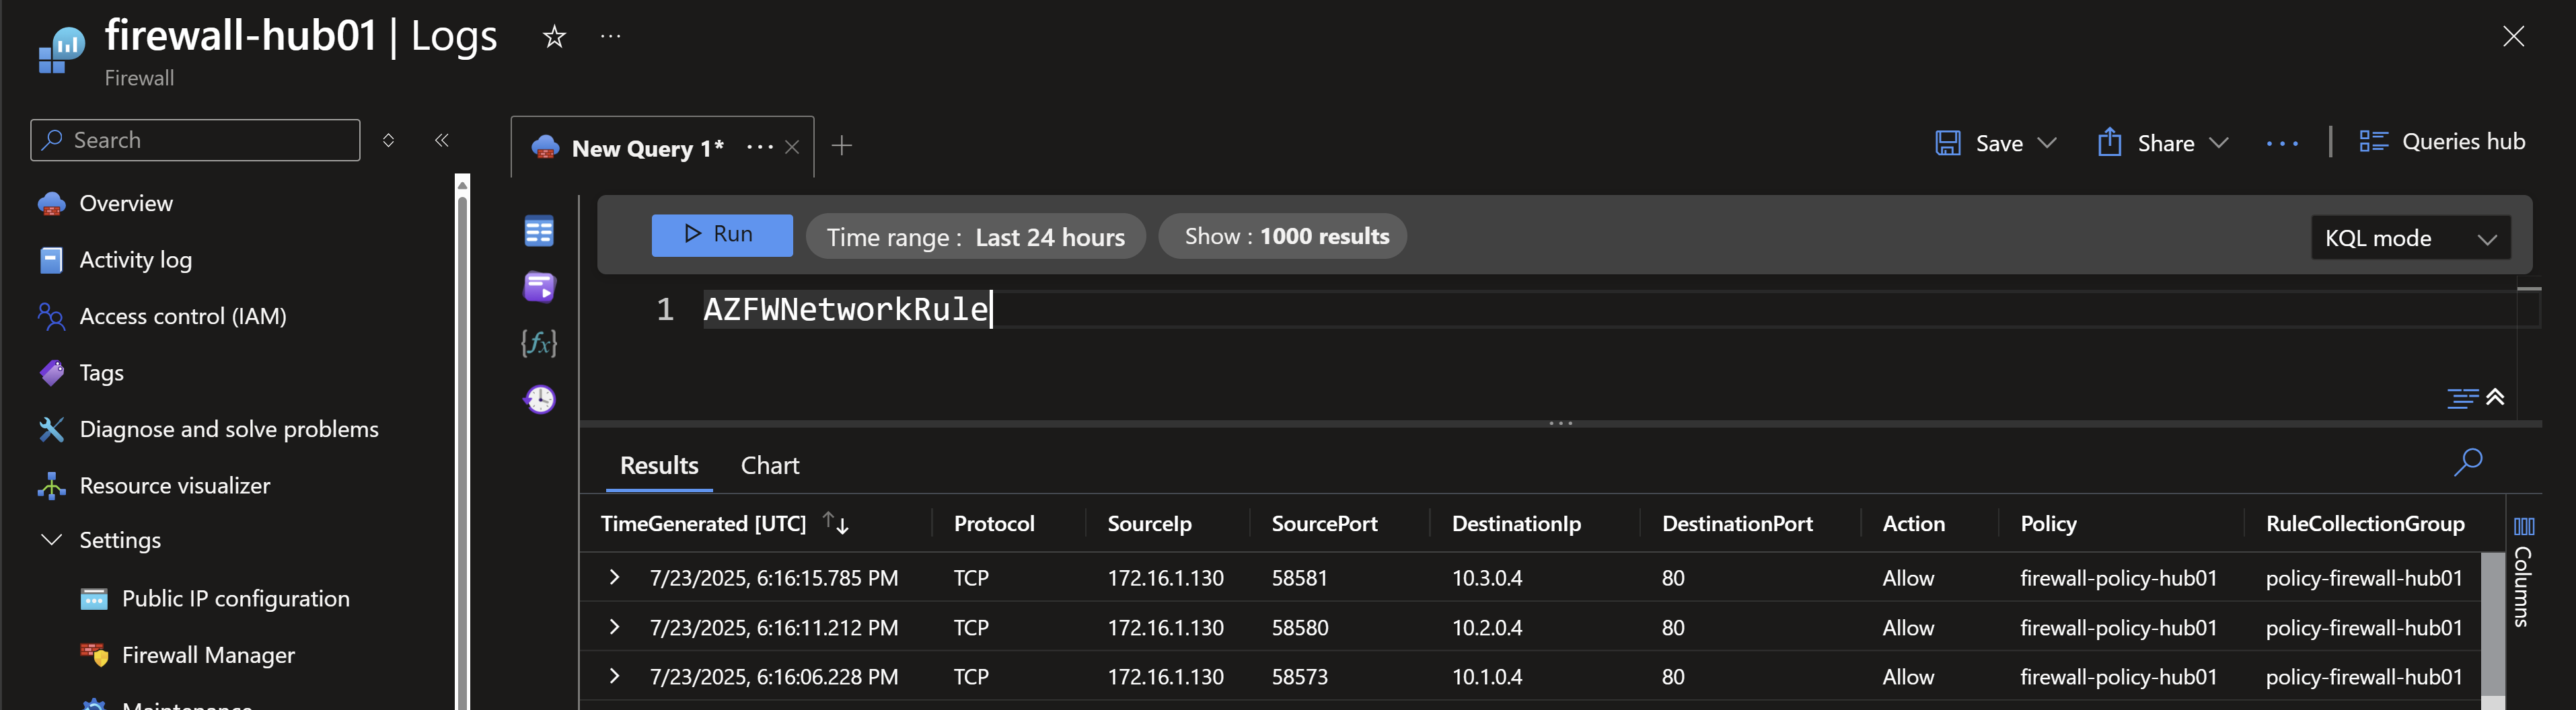 firewall-hub01 | Logs
Firewall
Search
Overview
Activity log
Access control (IAM)
Tags
Diagnose and solve problems
Resource visualizer
Settings
Public IP configuration
Firewall Manager
Maintenance
New Query 1*
Save
Share
Queries hub
Run
Time range : Last 24 hours
Show : 1000 results
KQL mode
1 AZFWNetworkRule
{fx}
Results Chart
TimeGenerated [UTC] Protocol SourceIp SourcePort DestinationIp DestinationPort Action Policy RuleCollectionGroup
7/23/2025, 6:16:15.785 PM TCP 172.16.1.130 58581 10.3.0.4 80 Allow firewall-policy-hub01 policy-firewall-hub01
7/23/2025, 6:16:11.212 PM TCP 172.16.1.130 58580 10.2.0.4 80 Allow firewall-policy-hub01 policy-firewall-hub01
7/23/2025, 6:16:06.228 PM TCP 172.16.1.130 58573 10.1.0.4 80 Allow firewall-policy-hub01 policy-firewall-hub01
Columns